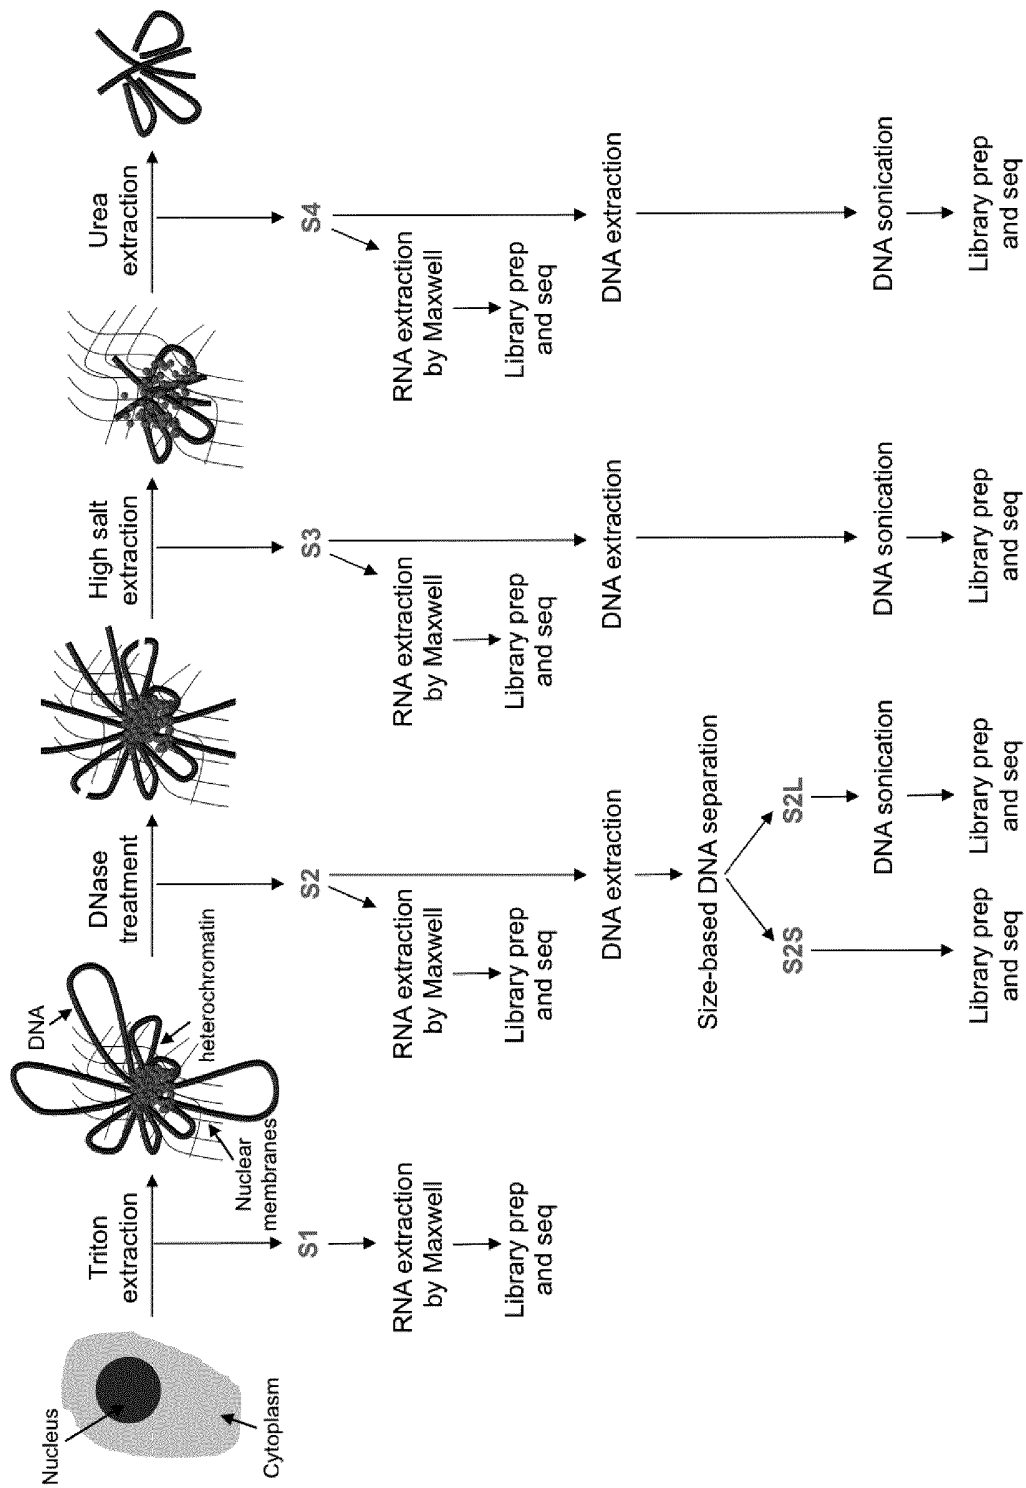 Nucleus
Cytoplasm
Triton
extraction
DNA
heterochromatin
Nuclear
membranes
DNase
treatment
High salt
extraction
Urea
extraction
S1
S2
S3
S4
RNA extraction
by Maxwell
RNA extraction
by Maxwell
RNA extraction
by Maxwell
RNA extraction
by Maxwell
Library prep
and seq
Library prep
and seq
Library prep
and seq
Library prep
and seq
DNA extraction
DNA extraction
DNA extraction
Size-based DNA separation
S2S
S2L
DNA sonication
DNA sonication
DNA sonication
Library prep
and seq
Library prep
and seq
Library prep
and seq
Library prep
and seq